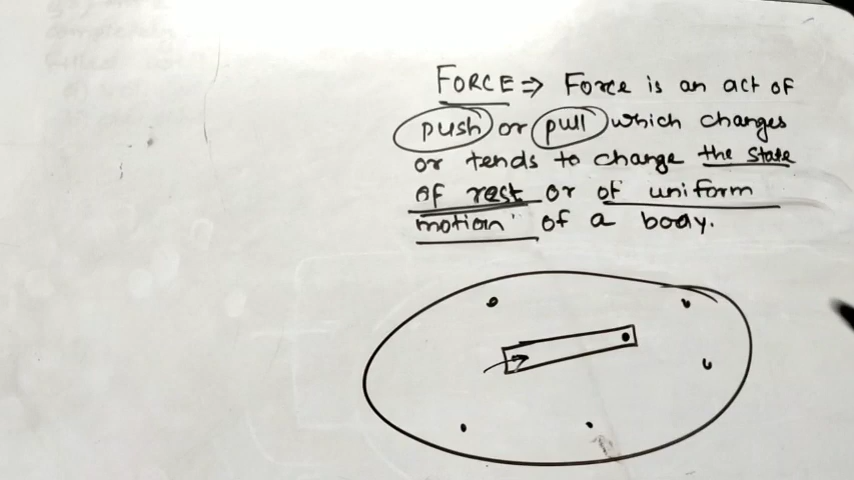 FORCE ⇒ Force is an act of
push or pull which changes
or tends to change the state
of rest or of uniform
motion of a body.